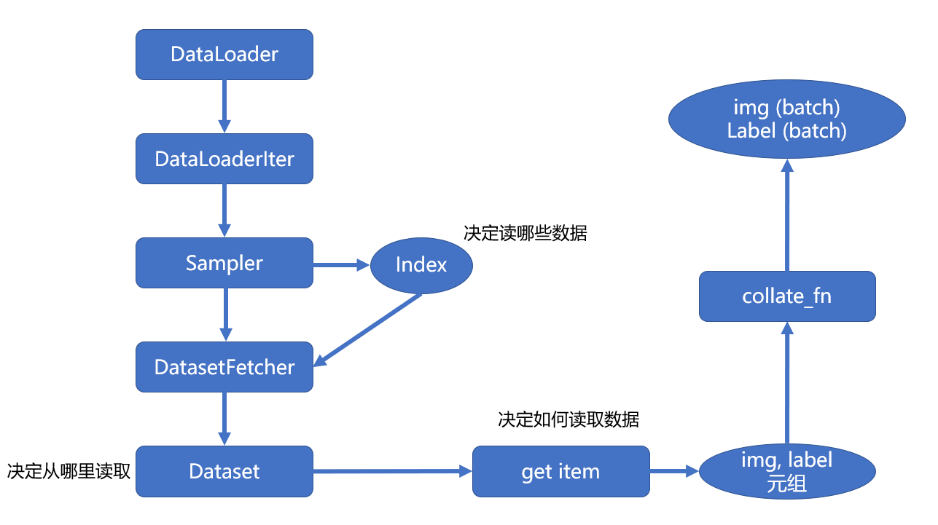 DataLoader
DataLoaderIter
Sampler
Index
决定读哪些数据
DatasetFetcher
决定从哪里读取
Dataset
决定如何读取数据
get item
img, label
元组
collate_fn
img (batch)
Label (batch)